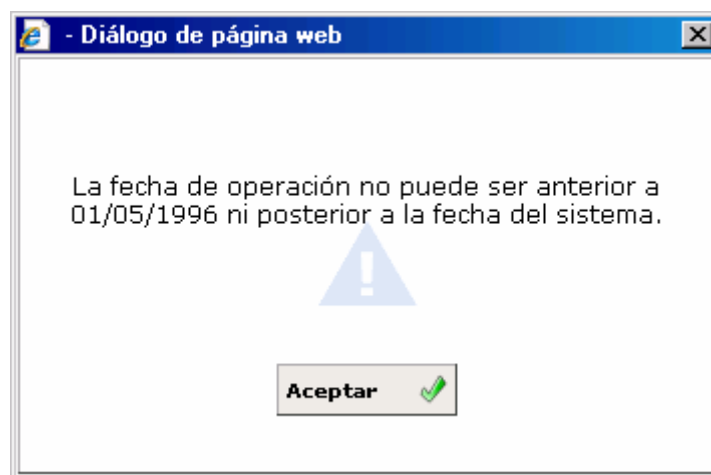 - Diálogo de página web
La fecha de operación no puede ser anterior a
01/05/1996 ni posterior a la fecha del sistema.
Aceptar